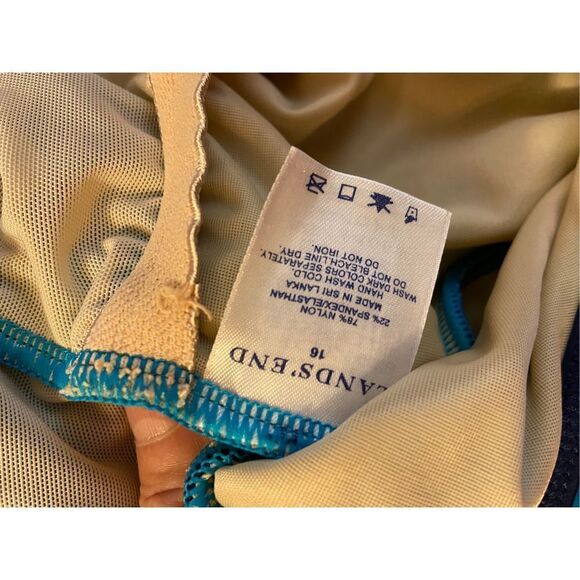 LANDS' END
16
78% NYLON
22% SPANDEX/ELASTHAN
MADE IN SRI LANKA
HAND WASH COLD.
WASH DARK COLORS SEPARATELY.
DO NOT BLEACH.LINE DRY.
DO NOT IRON.